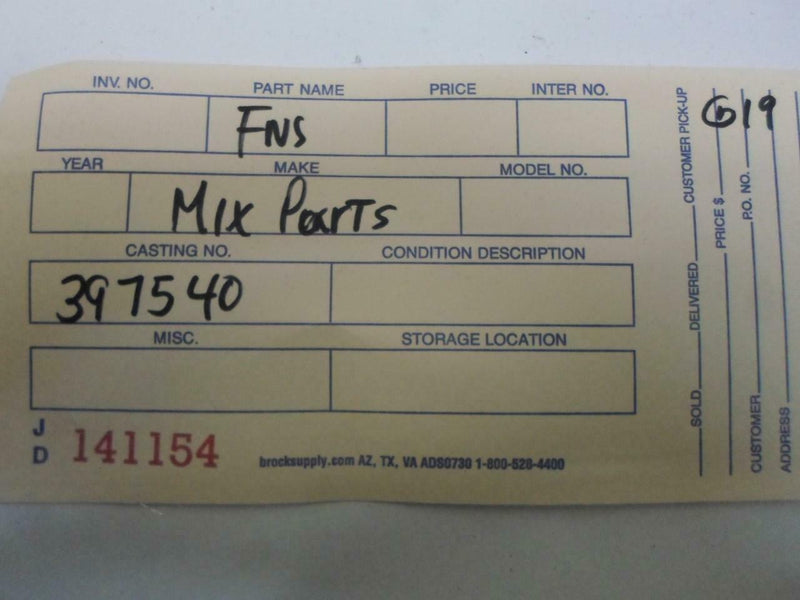 INV. NO. PART NAME PRICE INTER NO.
FNS
YEAR MAKE MODEL NO.
MIX PARTS
CASTING NO. CONDITION DESCRIPTION
397540
MISC. STORAGE LOCATION
JD 141154
brocksupply.com AZ, TX, VA ADS0730 1-800-528-4400
G19
SOLD DELIVERED CUSTOMER PICK-UP
PRICE $
CUSTOMER P.O. NO.
ADDRESS